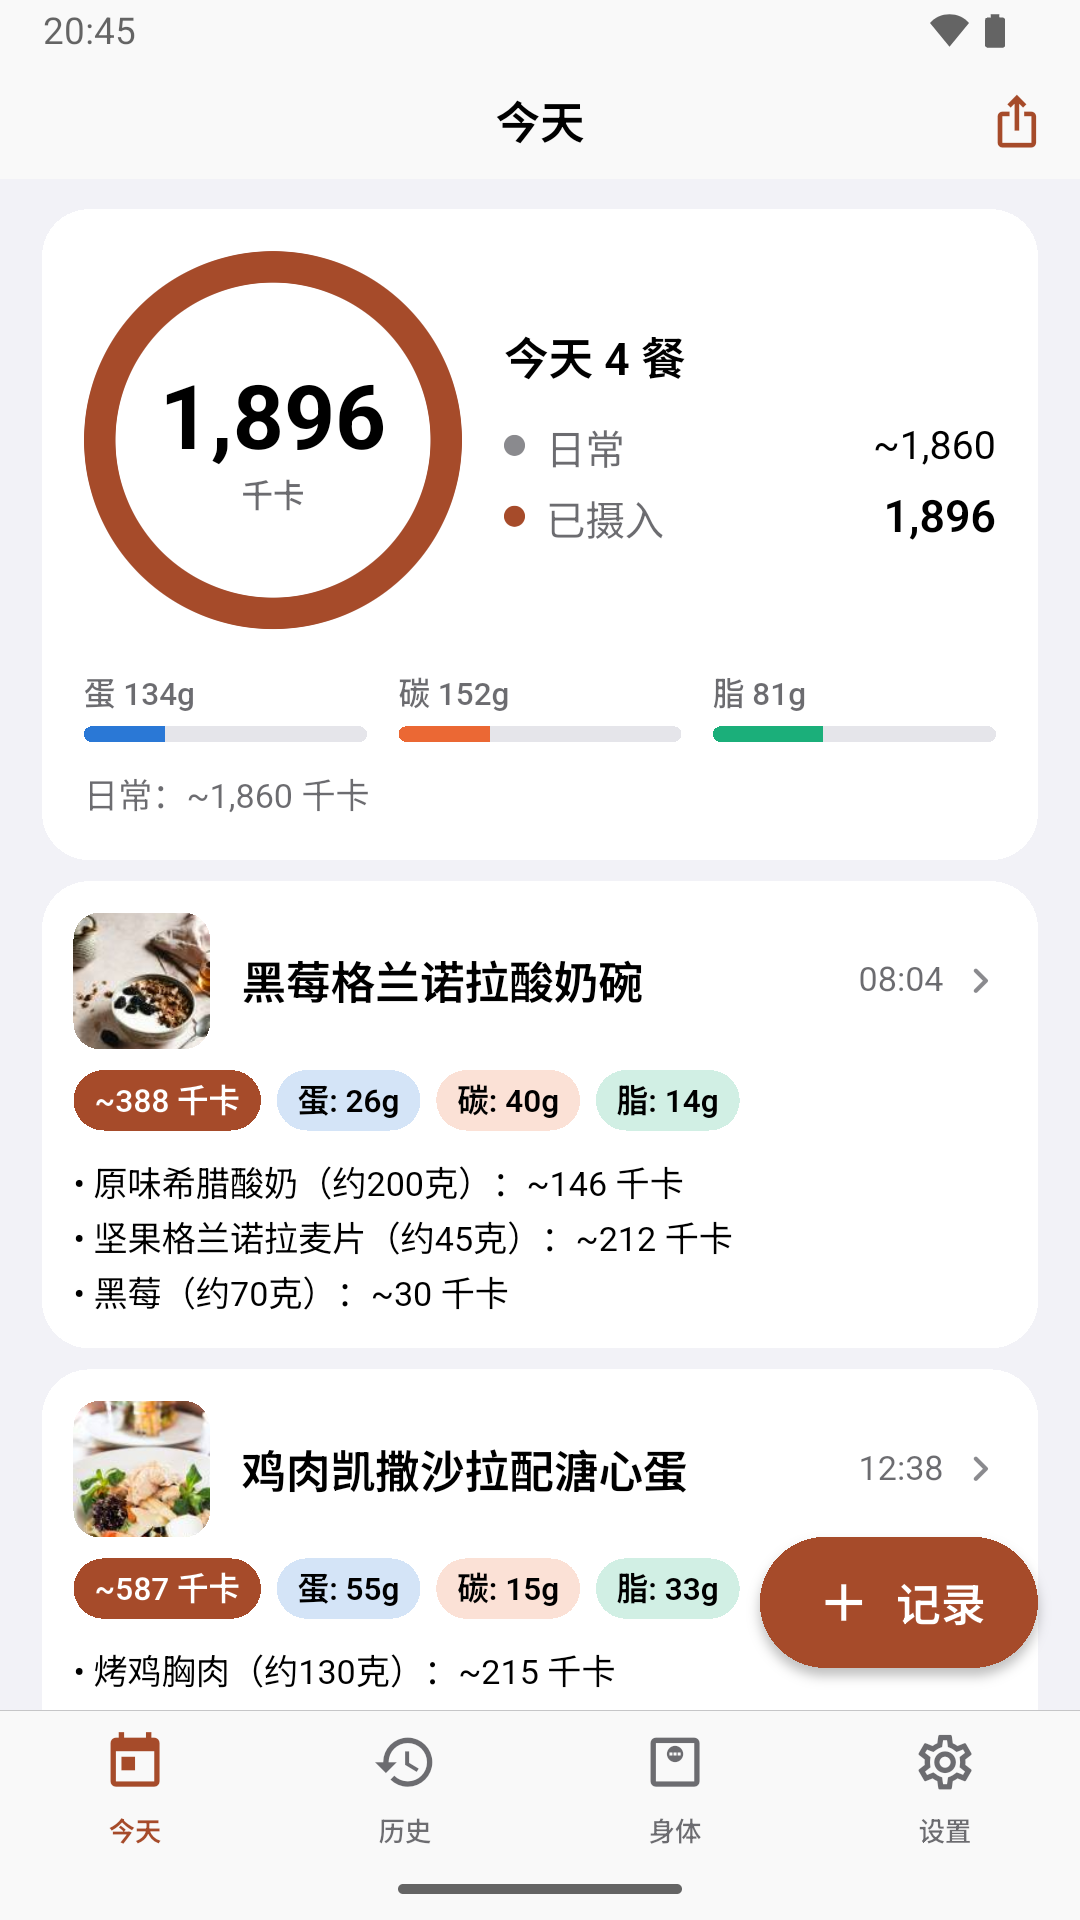 20:45
今天
1,896
千卡
今天 4 餐
日常 ~1,860
已摄入 1,896
蛋 134g 碳 152g 脂 81g
日常：~1,860 千卡
黑莓格兰诺拉酸奶碗 08:04
~388 千卡 蛋: 26g 碳: 40g 脂: 14g
• 原味希腊酸奶（约200克）：~146 千卡
• 坚果格兰诺拉麦片（约45克）：~212 千卡
• 黑莓（约70克）：~30 千卡
鸡肉凯撒沙拉配溏心蛋 12:38
~587 千卡 蛋: 55g 碳: 15g 脂: 33g
+ 记录
• 烤鸡胸肉（约130克）：~215 千卡
今天 历史 身体 设置